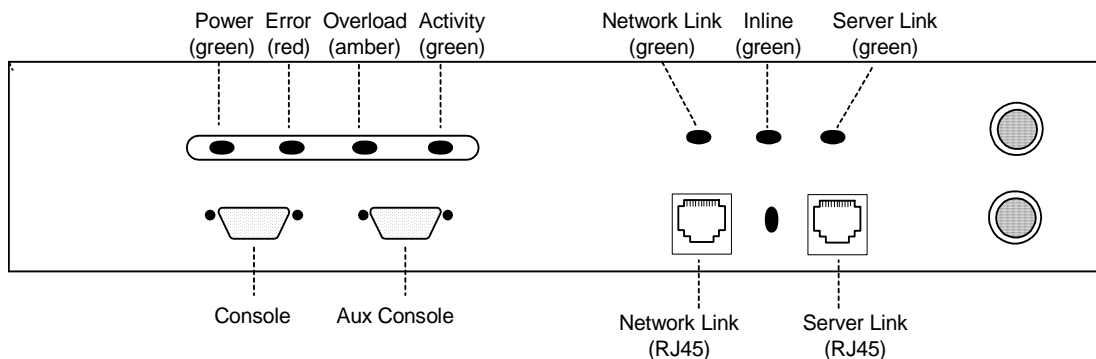 Power Error Overload Activity
(green) (red) (amber) (green)
Network Link Inline Server Link
(green) (green) (green)
Console Aux Console
Network Link Server Link
(RJ45) (RJ45)